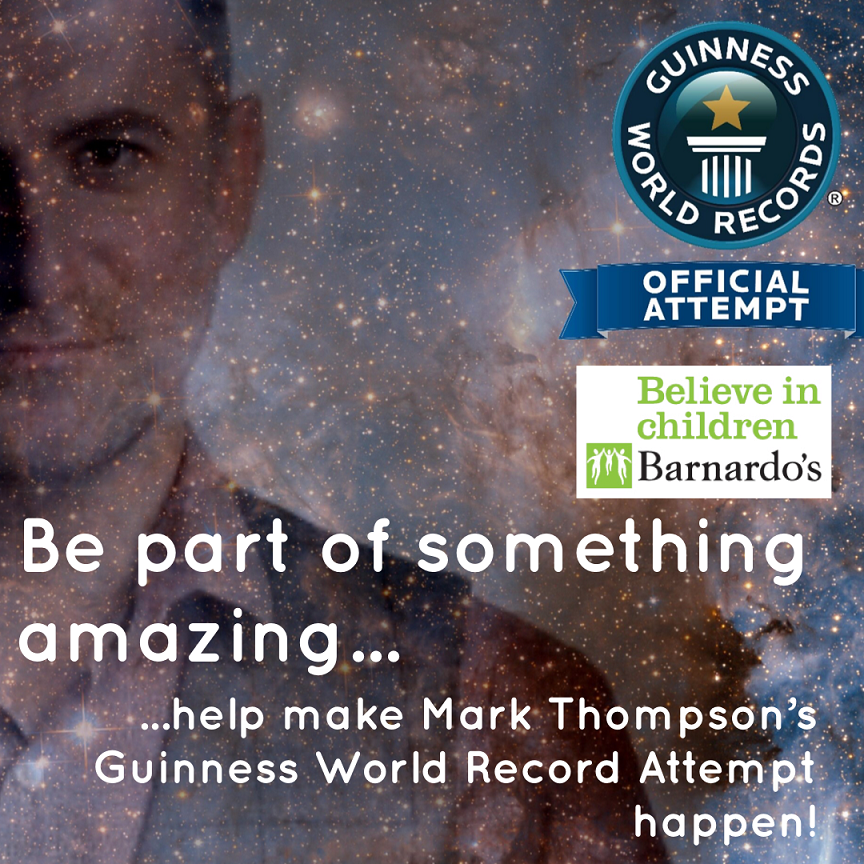 GUINNESS
WORLD RECORDS
®
OFFICIAL
ATTEMPT
Believe in
children
Barnardo's
Be part of something
amazing...
...help make Mark Thompson's
Guinness World Record Attempt
happen!